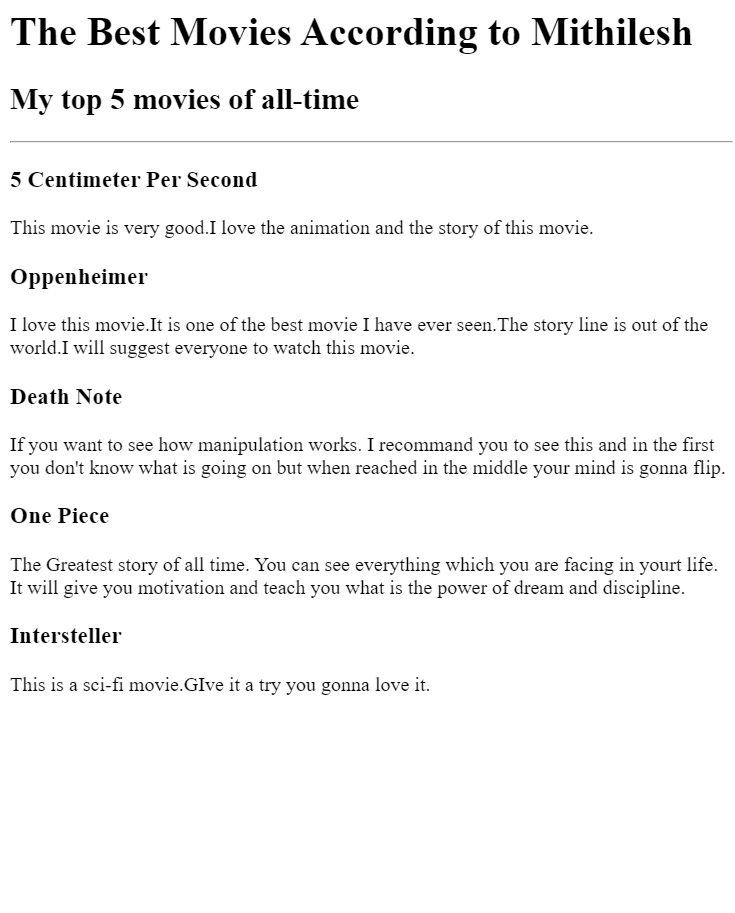 The Best Movies According to Mithilesh
My top 5 movies of all-time
5 Centimeter Per Second
This movie is very good.I love the animation and the story of this movie.
Oppenheimer
I love this movie.It is one of the best movie I have ever seen.The story line is out of the
world.I will suggest everyone to watch this movie.
Death Note
If you want to see how manipulation works. I recommand you to see this and in the first
you don't know what is going on but when reached in the middle your mind is gonna flip.
One Piece
The Greatest story of all time. You can see everything which you are facing in yourt life.
It will give you motivation and teach you what is the power of dream and discipline.
Intersteller
This is a sci-fi movie.GIve it a try you gonna love it.